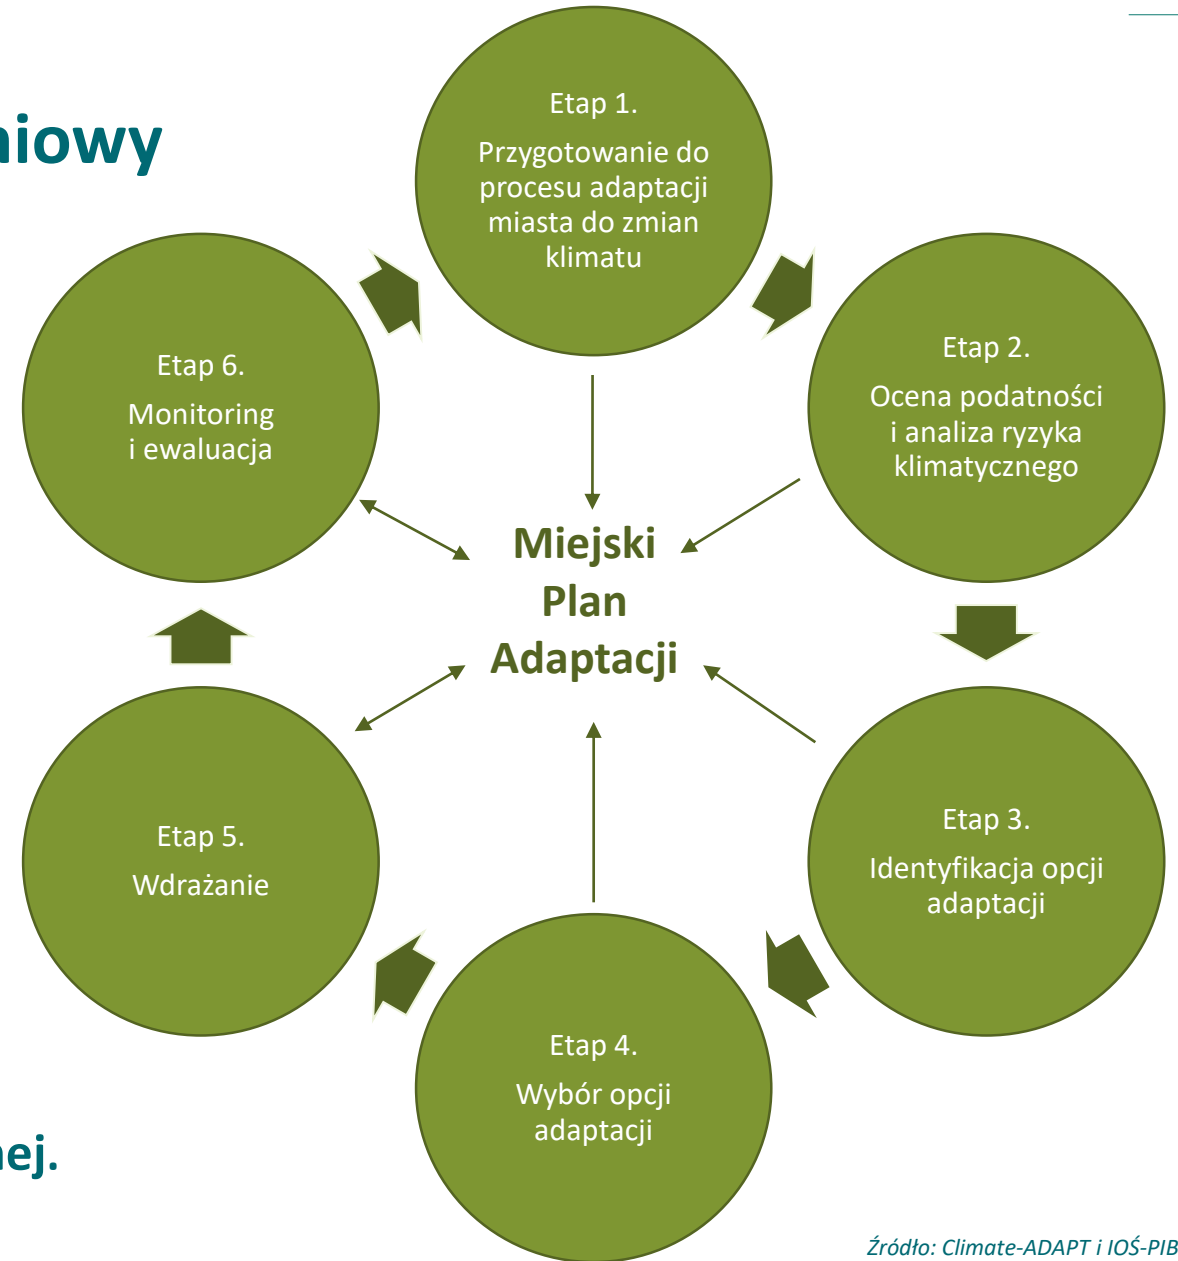 niowy
Etap 1.
Przygotowanie do
procesu adaptacji
miasta do zmian
klimatu
Etap 2.
Ocena podatności
i analiza ryzyka
klimatycznego
Etap 6.
Monitoring
i ewaluacja
Miejski
Plan
Adaptacji
Etap 3.
Identyfikacja opcji
adaptacji
Etap 5.
Wdrażanie
Etap 4.
Wybór opcji
adaptacji
nej.
Źródło: Climate-ADAPT i IOŚ-PIB